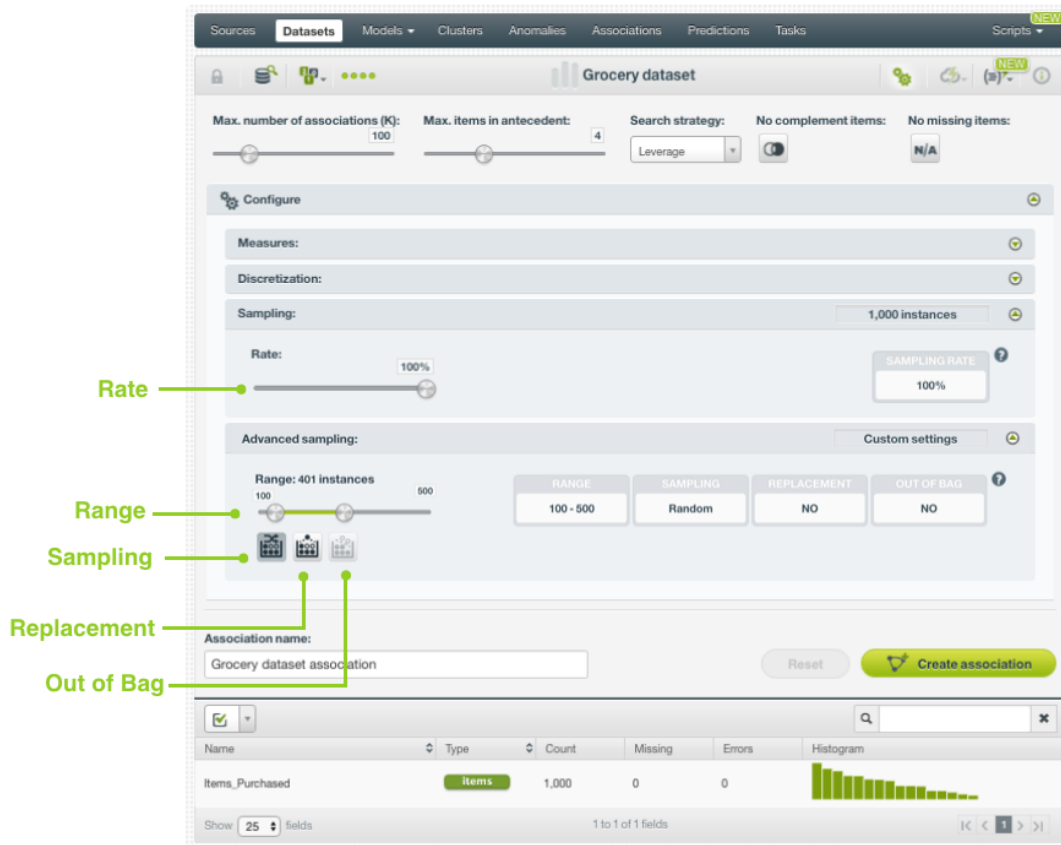 NEW
Sources Datasets Models Clusters Anomalies Associations Predictions Tasks Scripts
NEW
Grocery dataset
Max. number of associations (K): Max. items in antecedent: Search strategy: No complement items: No missing items:
100 4
Leverage N/A
Configure
Measures:
Discretization:
Sampling: 1,000 instances
Rate:
100% SAMPLING RATE
Rate 100%
Advanced sampling: Custom settings
Range: 401 instances
100 500 RANGE SAMPLING REPLACEMENT OUT OF BAG
Range 100 - 500 Random NO NO
Sampling
Replacement
Association name:
Grocery dataset association Reset Create association
Out of Bag
Name Type Count Missing Errors Histogram
Items_Purchased items 1,000 0 0
Show 25 fields 1 to 1 of 1 fields 1